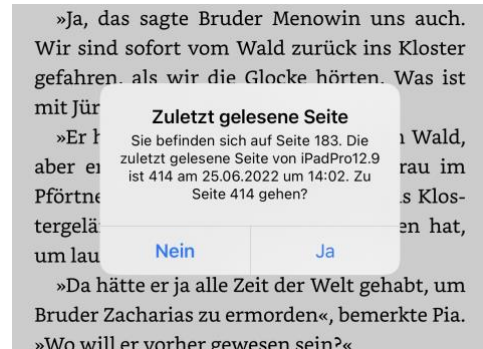 »Ja, das sagte Bruder Menowin uns auch.
Wir sind sofort vom Wald zurück ins Kloster
gefahren, als wir die Glocke hörten. Was ist
mit Jür
Zuletzt gelesene Seite
Sie befinden sich auf Seite 183. Die
zuletzt gelesene Seite von iPadPro12.9
ist 414 am 25.06.2022 um 14:02. Zu
Seite 414 gehen?
Nein
Ja
»Er h
Wald,
aber er
rau im
Pförtne
s Klos-
tergelä
en hat,
um lau
»Da hätte er ja alle Zeit der Welt gehabt, um
Bruder Zacharias zu ermorden«, bemerkte Pia.
»Wo will er vorher gewesen sein?«